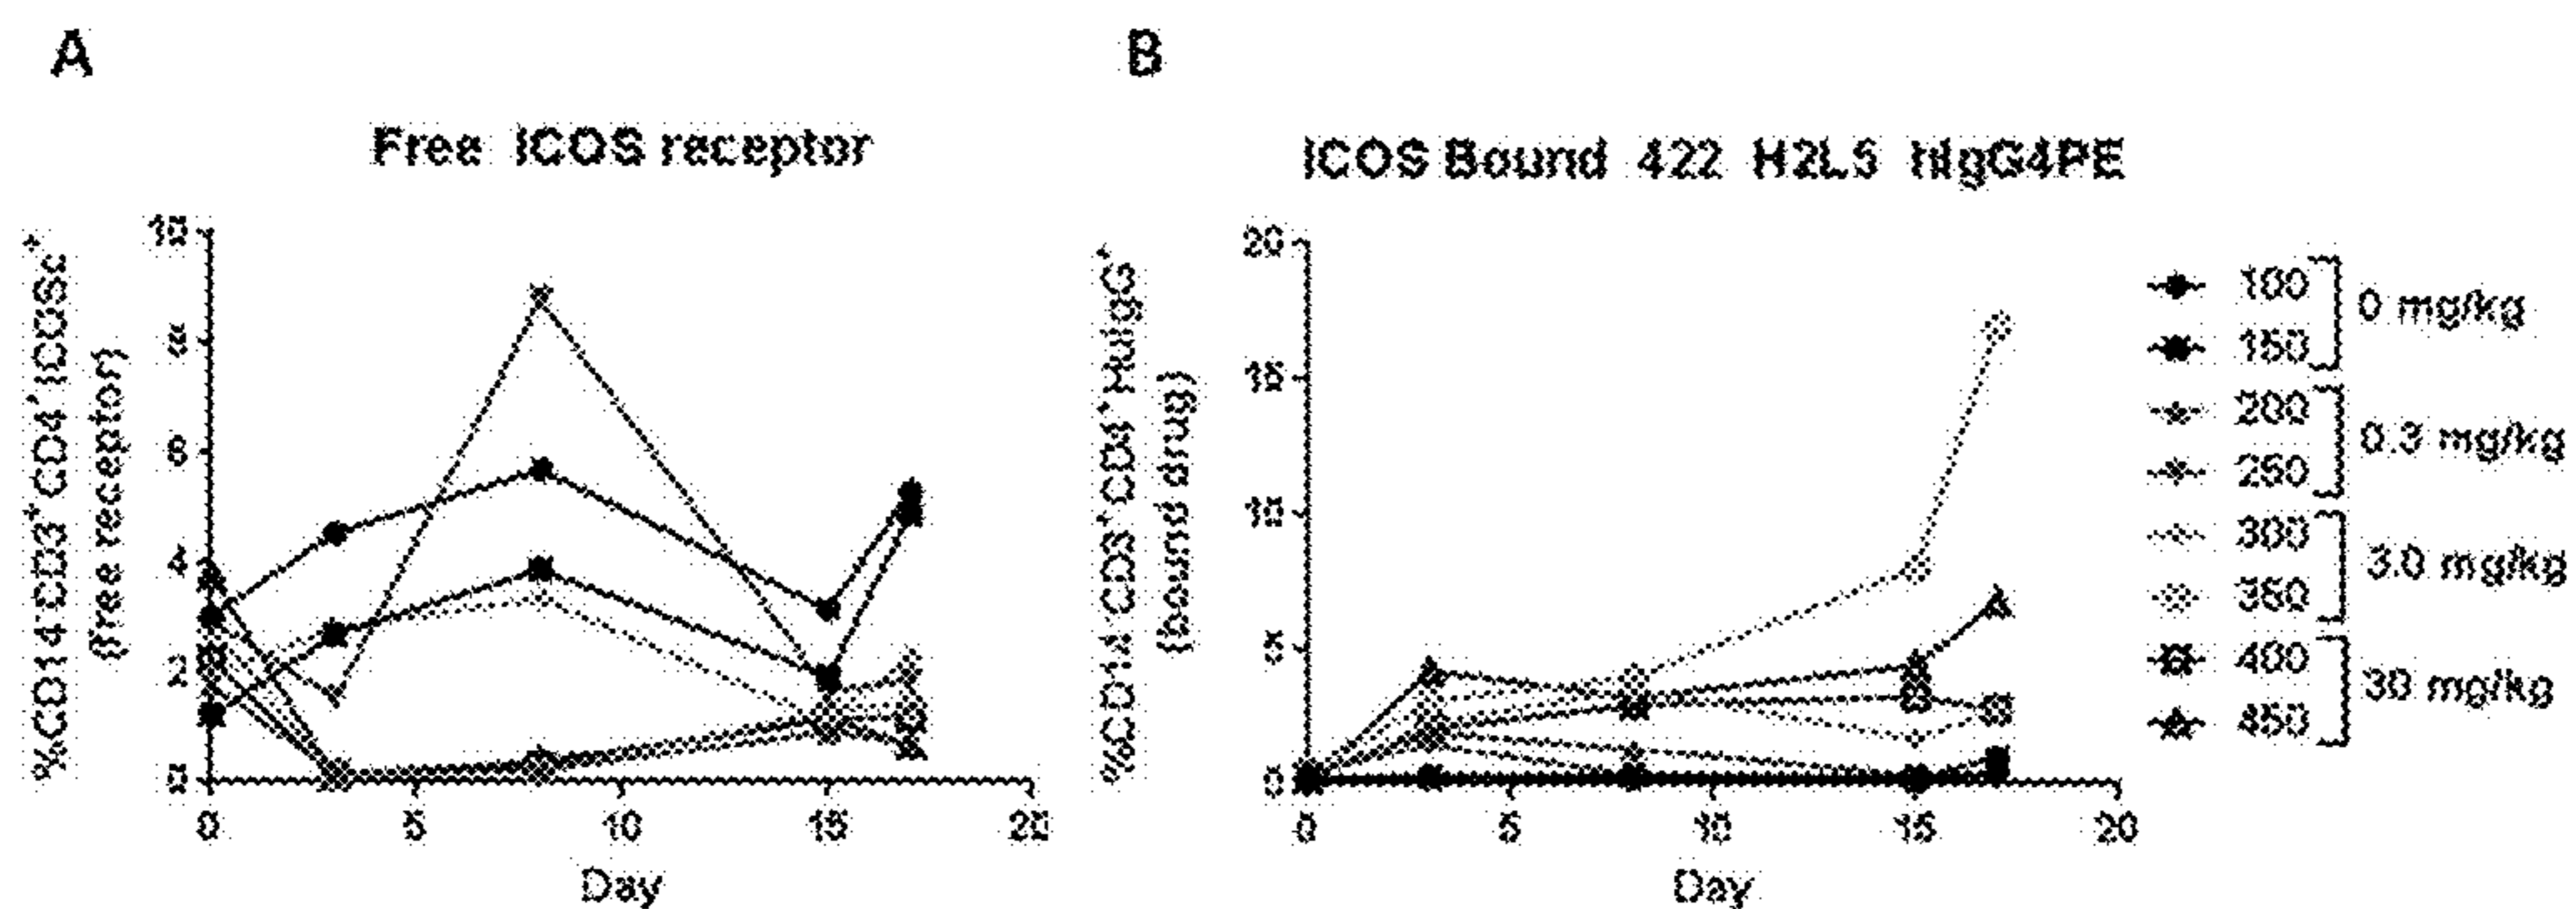 A
B
Free ICOS receptor
ICOS Bound 422 H2L5 hIgG4PE
%CD14⁻CD3⁺CD4⁺ICOSc⁺
(free receptor)
10
8
6
4
2
0
0 5 10 15 20
Day
%CD14⁻CD3⁺CD4⁺HuIgG⁺
(bound drug)
20
15
10
5
0
0 5 10 15 20
Day
100
150
0 mg/kg
200
250
0.3 mg/kg
300
350
3.0 mg/kg
400
450
30 mg/kg